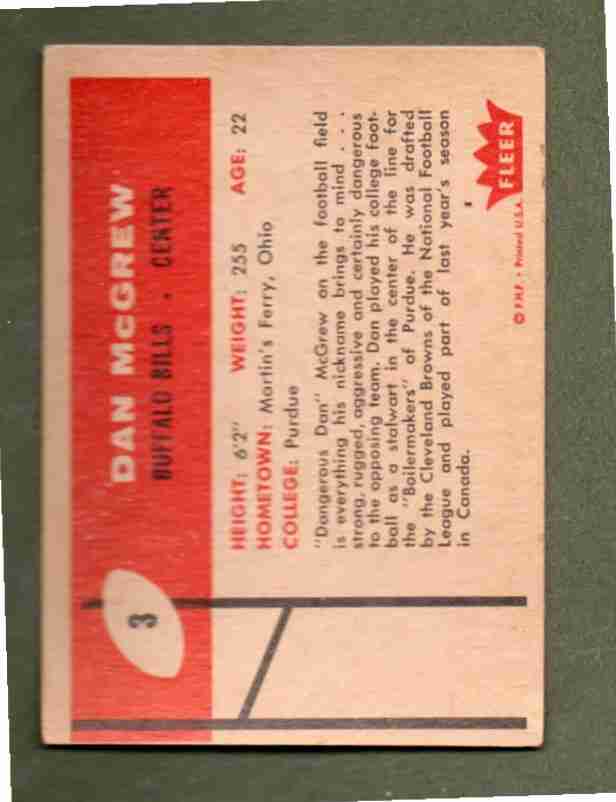 3
DAN McGREW
BUFFALO BILLS • CENTER
HEIGHT: 6'2" WEIGHT: 255 AGE: 22
HOMETOWN: Martin's Ferry, Ohio
COLLEGE: Purdue
"Dangerous Dan" McGrew on the football field
is everything his nickname brings to mind . . .
strong, rugged, aggressive and certainly dangerous
to the opposing team. Dan played his college foot-
ball as a stalwart in the center of the line for
the "Boilermakers" of Purdue. He was drafted
by the Cleveland Browns of the National Football
League and played part of last year's season
in Canada.
FLEER
© F.H.F. • Printed U.S.A.